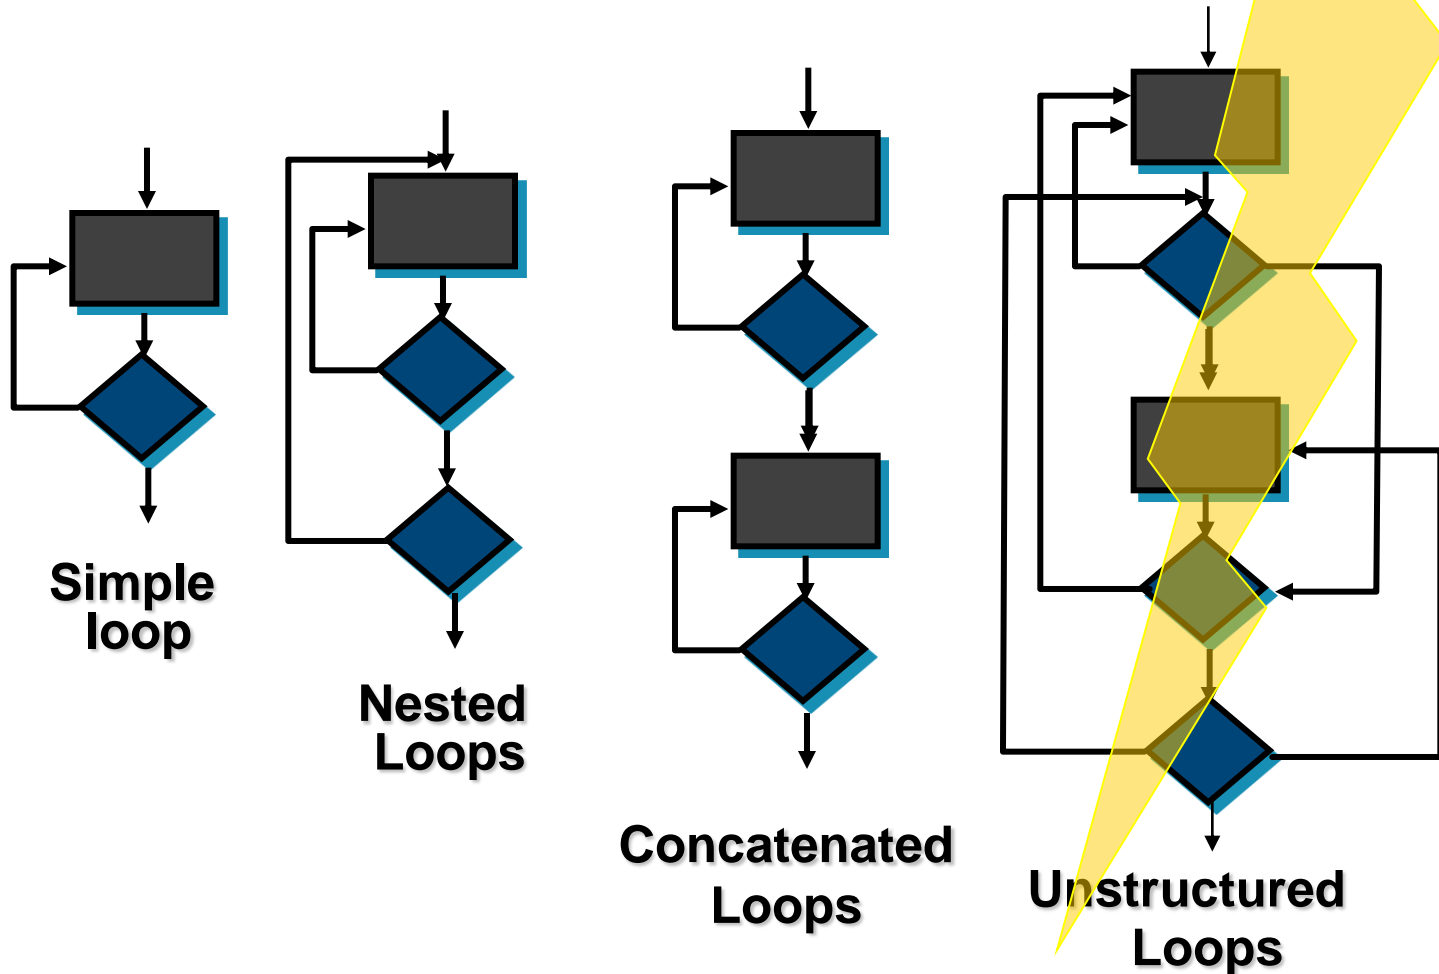 Simple
loop
Nested
Loops
Concatenated
Loops
Unstructured
Loops